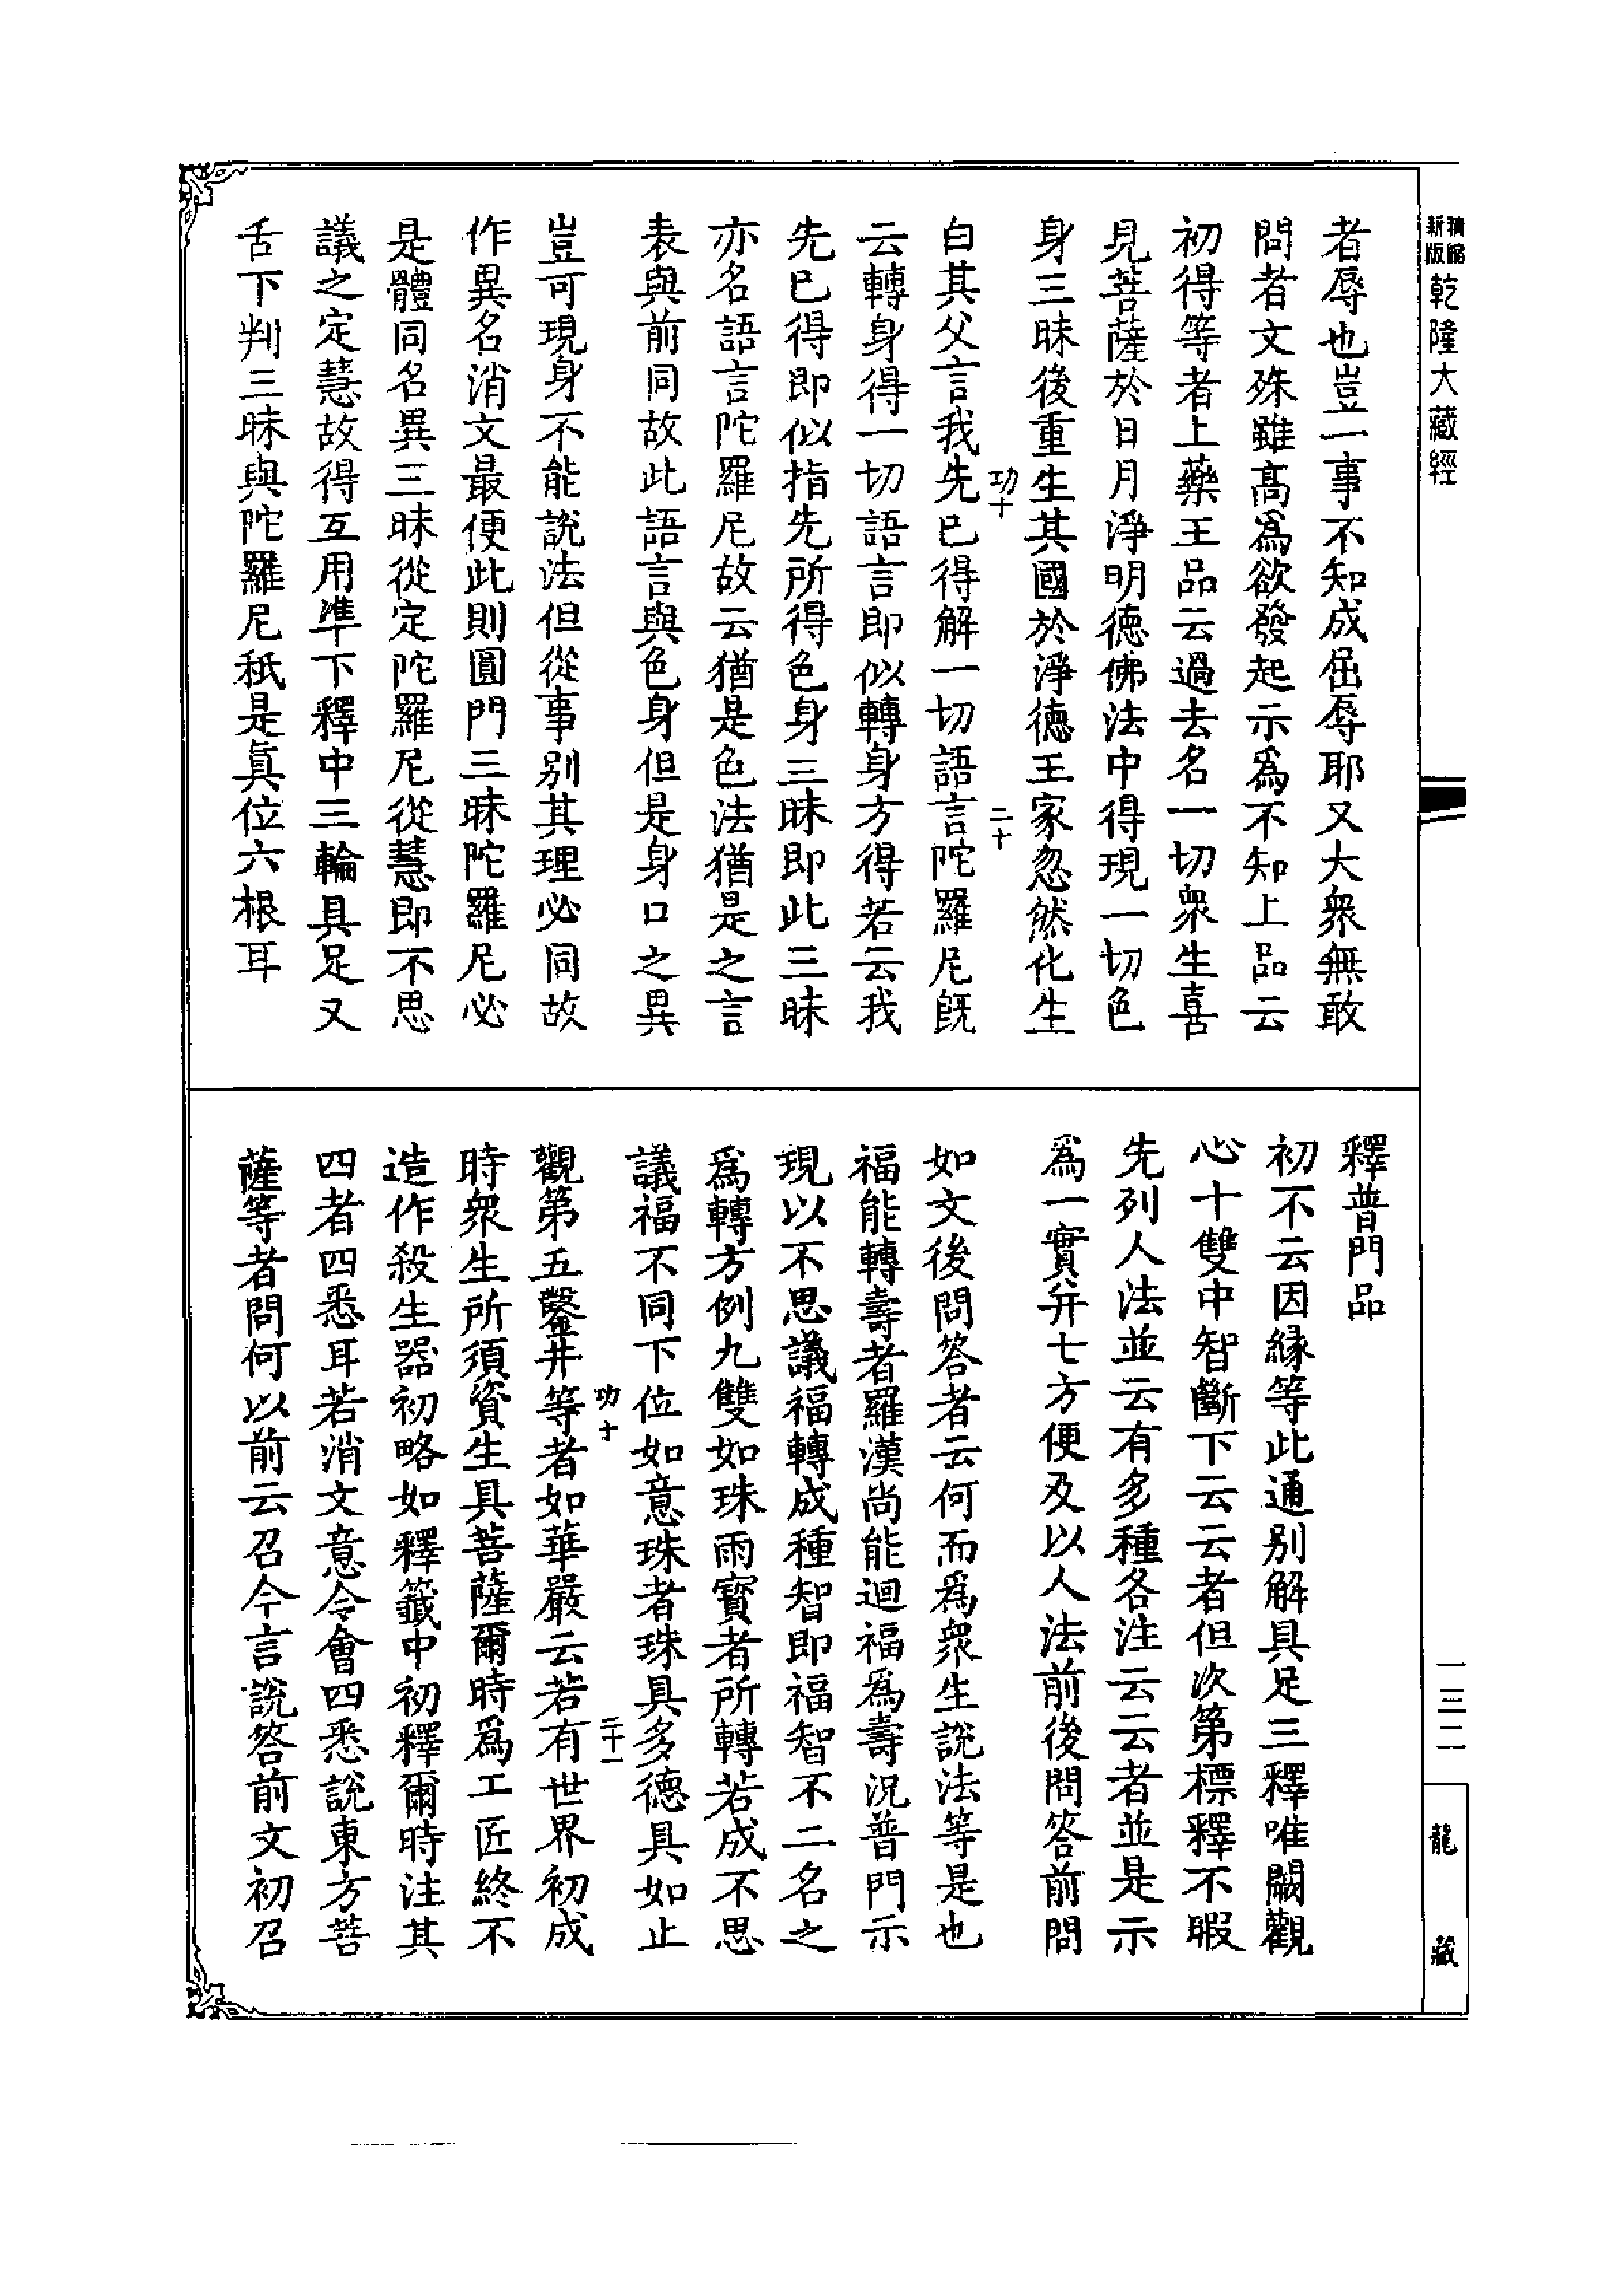 新版
精縮
乾隆大藏經
者辱也豈一事不知成屈辱耶又大衆無敢
問者文殊雖髙爲欲發起示爲不知上品云
初得等者上藥王品云過去名一切衆生喜
見菩薩於日月淨明德佛法中得現一切色
身三昧後重生其國於淨德王家忽然化生
功十
二十
白其父言我先已得解一切語言陀羅尼旣
云轉身得一切語言即似轉身方得若云我
先已得即似指先所得色身三昧即此三昧
亦名語言陀羅尼故云猶是色法猶是之言
表與前同故此語言與色身但是身口之異
豈可現身不能說法但從事别其理必同故
作異名消文最便此則圓門三昧陀羅尼必
是體同名異三昧從定陀羅尼從慧即不思
議之定慧故得互用準下釋中三輪具足又
舌下判三昧與陀羅尼秖是眞位六根耳
釋普門品
初不云因緣等此通别解具足三釋唯闕觀
心十雙中智斷下云云者但次第標釋不暇
先列人法並云有多種各注云云者並是示
爲一實并七方便及以人法前後問答前問
如文後問答者云何而爲衆生說法等是也
福能轉壽者羅漢尚能迴福爲壽況普門示
現以不思議福轉成種智即福智不二名之
爲轉方例九雙如珠雨寳者所轉若成不思
議福不同下位如意珠者珠具多德具如止
功十
二十一
觀第五鑿井等者如華嚴云若有世界初成
時衆生所須資生具菩薩爾時爲工匠終不
造作殺生器初略如釋籤中初釋爾時注其
四者四悉耳若消文意令會四悉說東方菩
薩等者問何以前云召今言說答前文初召
一三二
龍藏